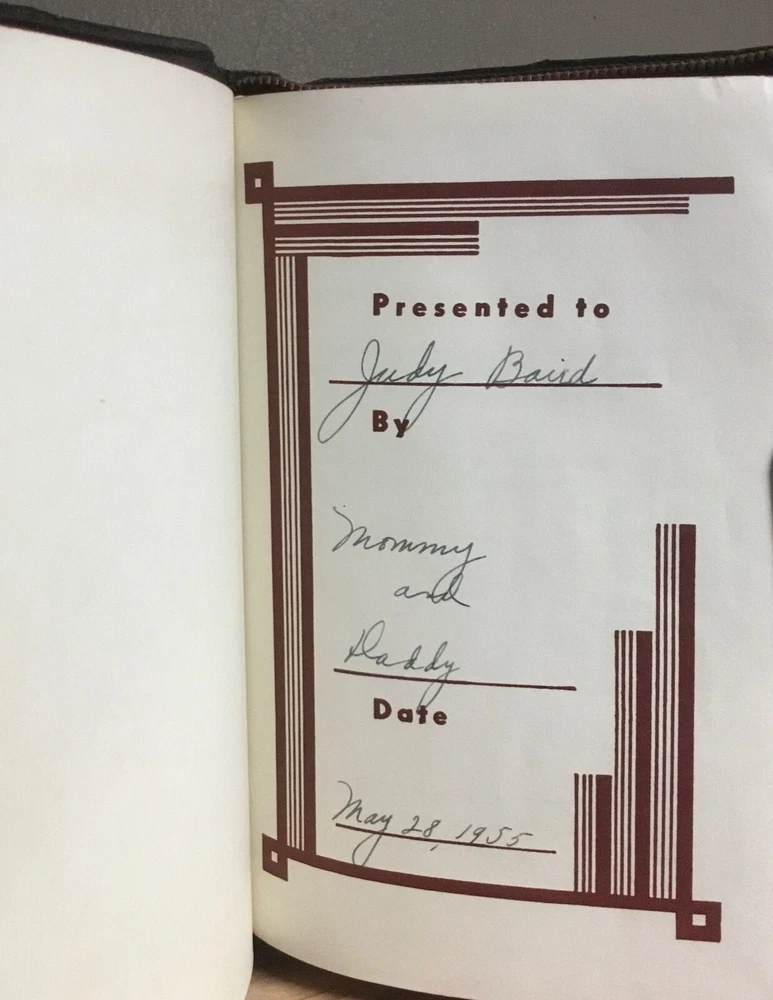 Presented to
Judy Baird
By
Mommy
and
Daddy
Date
May 28, 1955